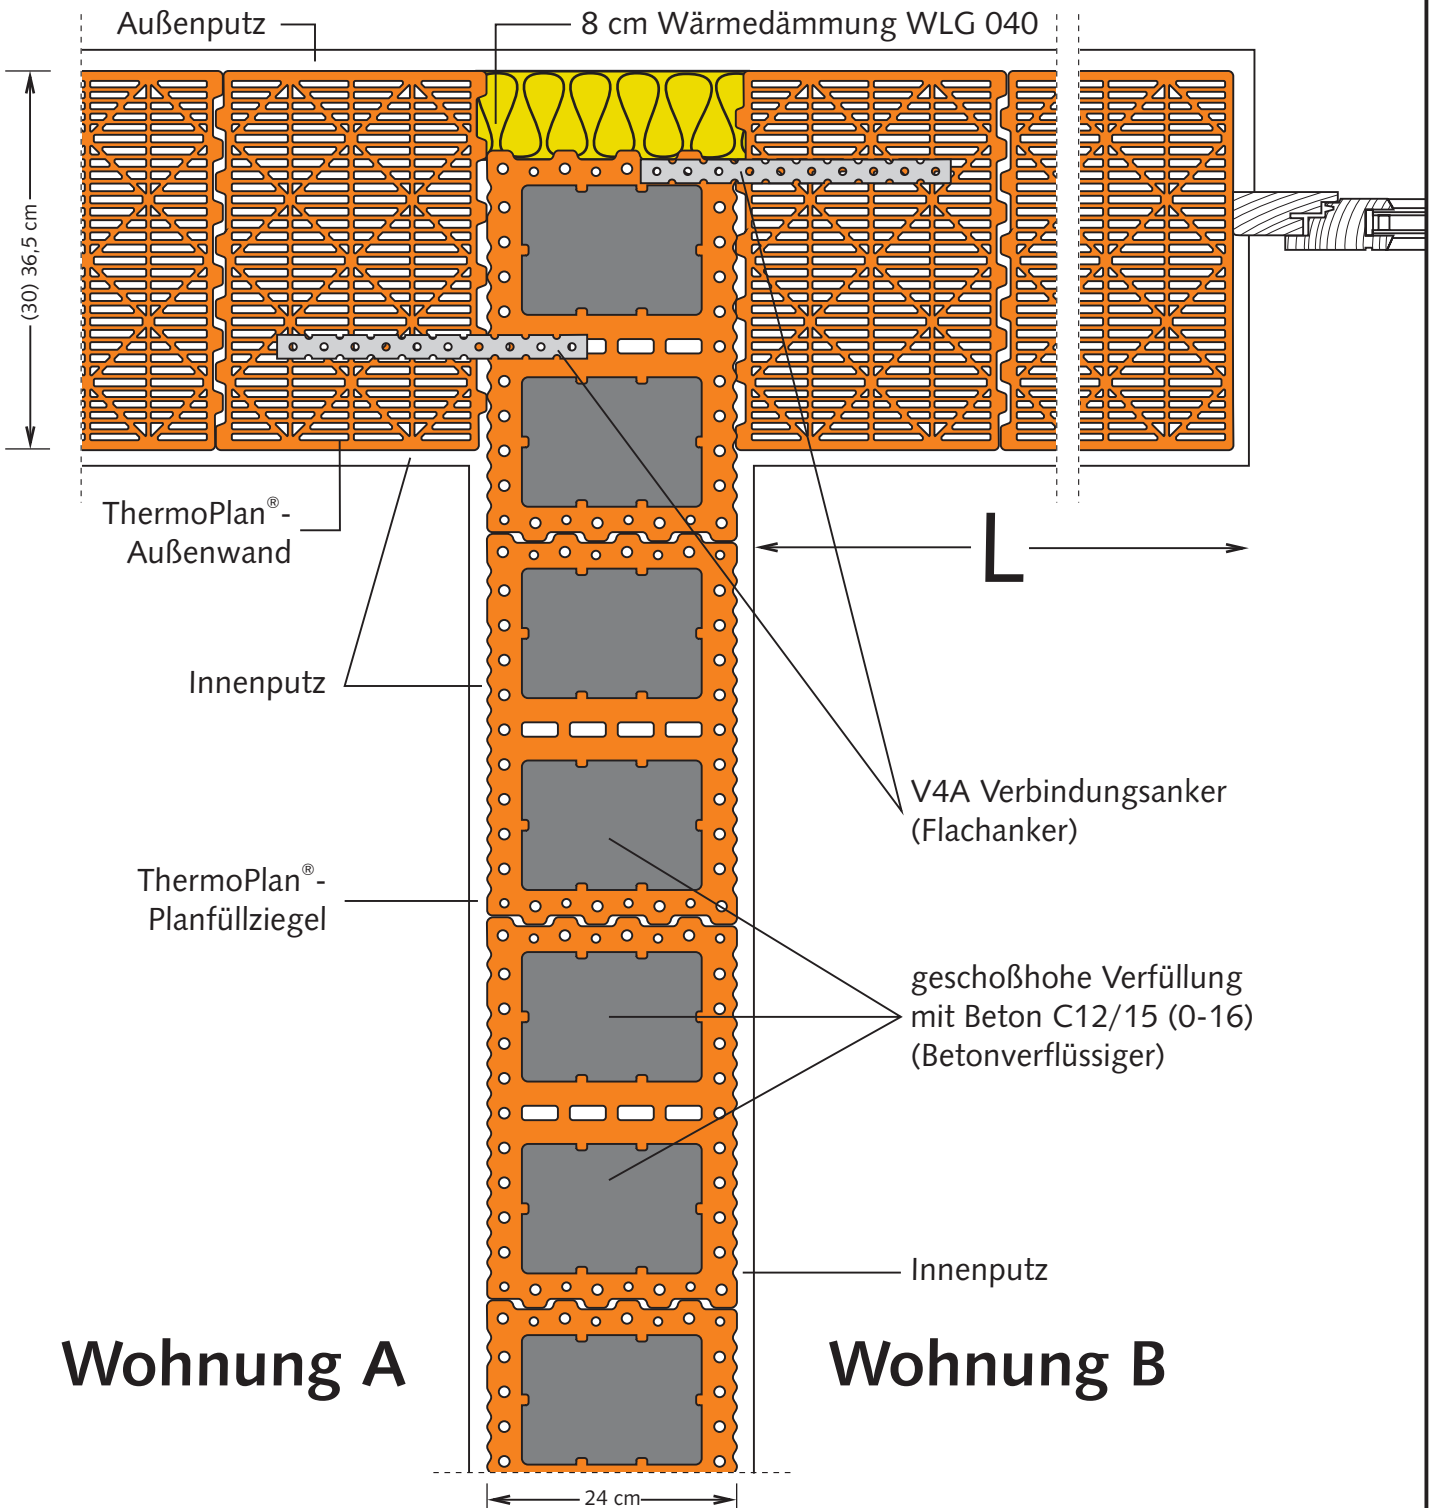 Außenputz
8 cm Wärmedämmung WLG 040
(30) 36,5 cm
ThermoPlan®-
Außenwand
L
Innenputz
V4A Verbindungsanker
(Flachanker)
ThermoPlan®-
Planfüllziegel
geschoßhohe Verfüllung
mit Beton C12/15 (0-16)
(Betonverflüssiger)
Innenputz
Wohnung A
Wohnung B
24 cm